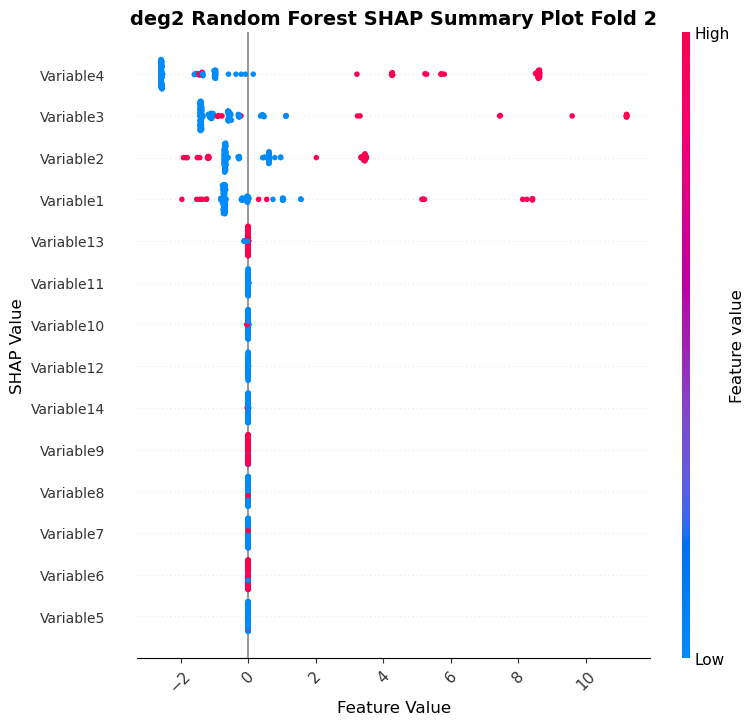 deg2 Random Forest SHAP Summary Plot Fold 2
High
Variable4
Variable3
Variable2
Variable1
Variable13
Variable11
Variable10
Variable12
Variable14
Variable9
Variable8
Variable7
Variable6
Variable5
SHAP Value
Feature value
Low
−2 0 2 4 6 8 10
Feature Value